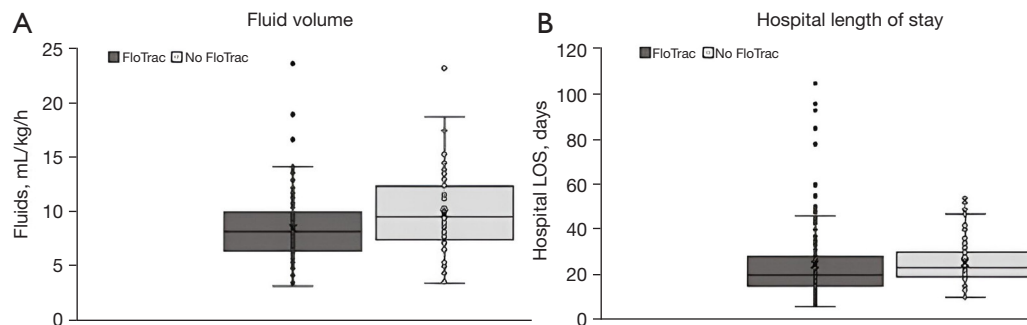 A
Fluid volume
FloTrac No FloTrac
Fluids, mL/kg/h
25
20
15
10
5
0
B
Hospital length of stay
FloTrac No FloTrac
Hospital LOS, days
120
100
80
60
40
20
0